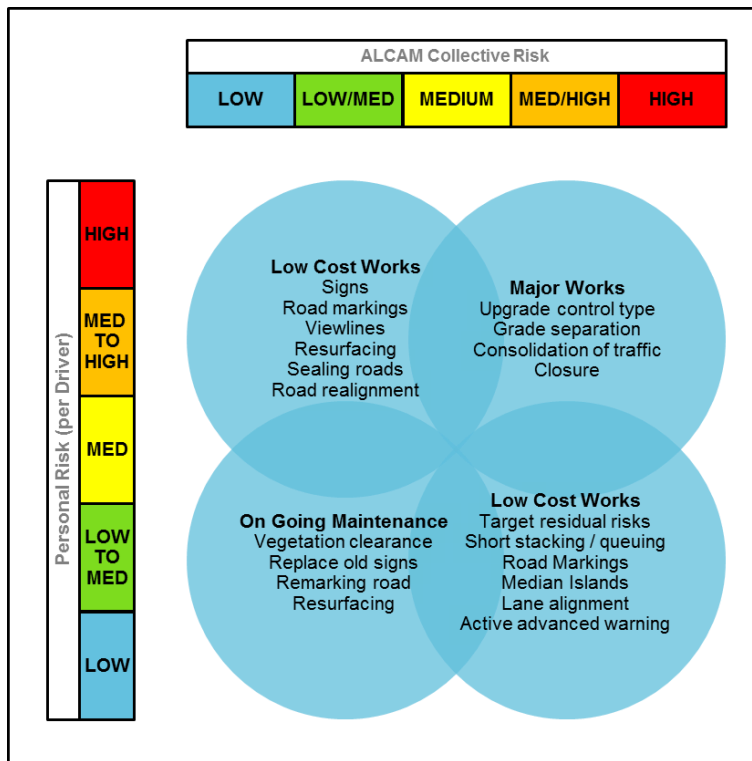 ALCAM Collective Risk
LOW
LOW/MED
MEDIUM
MED/HIGH
HIGH
Personal Risk (per Driver)
HIGH
MED
TO
HIGH
MED
LOW
TO
MED
LOW
Low Cost Works
Signs
Road markings
Viewlines
Resurfacing
Sealing roads
Road realignment
Major Works
Upgrade control type
Grade separation
Consolidation of traffic
Closure
On Going Maintenance
Vegetation clearance
Replace old signs
Remarking road
Resurfacing
Low Cost Works
Target residual risks
Short stacking / queuing
Road Markings
Median Islands
Lane alignment
Active advanced warning